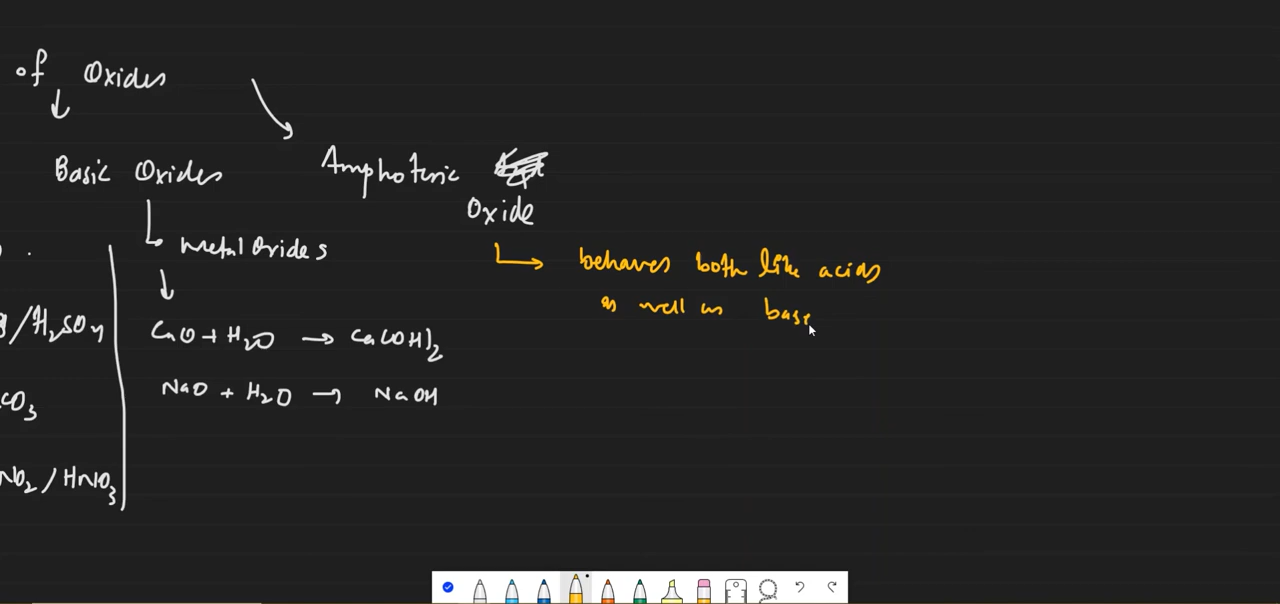 of Oxides
Basic Oxides
Amphoteric
Oxide
Metal Oxides
behaves both like acids
as well as base
/H₂SO₄
CaO + H₂O → Ca(OH)₂
NaO + H₂O → NaOH
CO₃
NO₂ / HNO₃